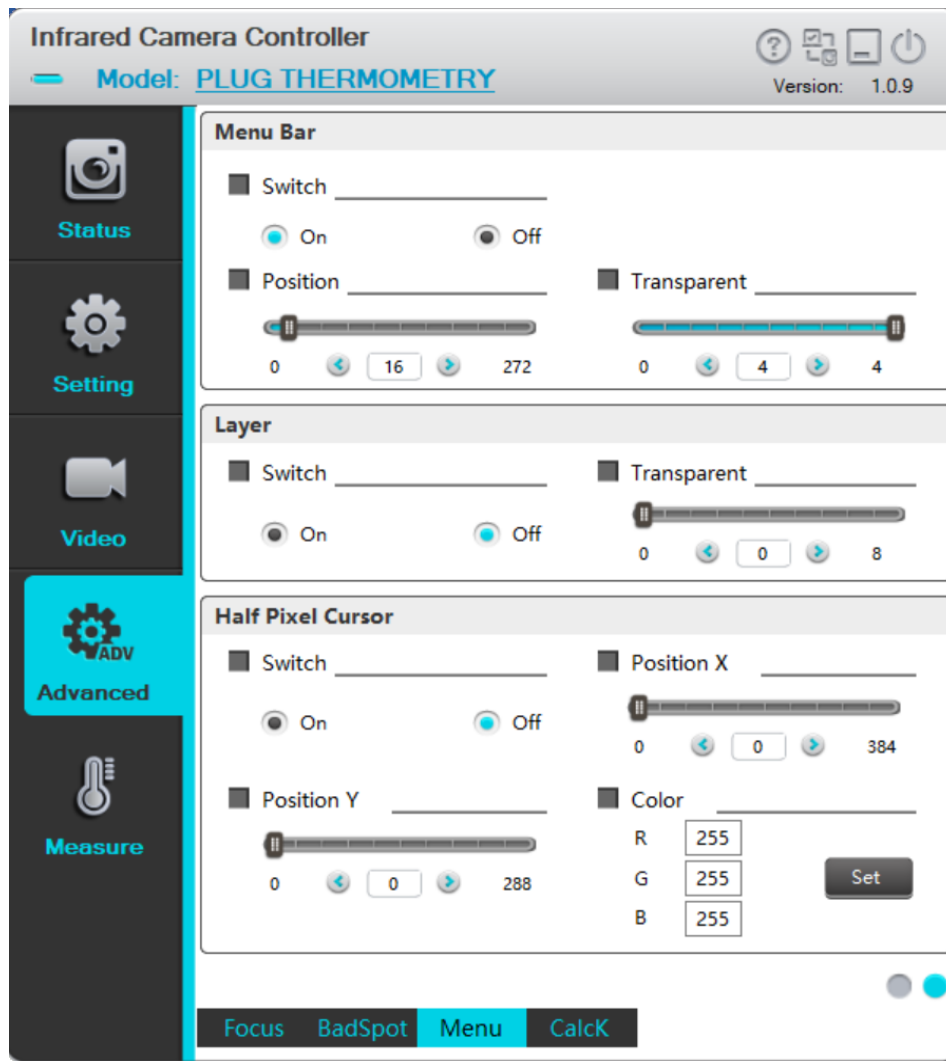 Infrared Camera Controller
Model: PLUG THERMOMETRY
Version: 1.0.9
Status
Setting
Video
ADV
Advanced
Measure
Menu Bar
Switch
On Off
Position Transparent
0 16 272 0 4 4
Layer
Switch Transparent
On Off
0 0 8
Half Pixel Cursor
Switch Position X
On Off
0 0 384
Position Y Color
R 255
0 0 288
G 255 Set
B 255
Focus BadSpot Menu CalcK